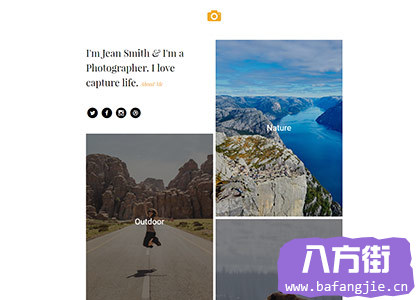 I'm Jean Smith & I'm a
Photographer. I love
capture life. About Me
Nature
Outdoor
八方街
www.bafangjie.cn